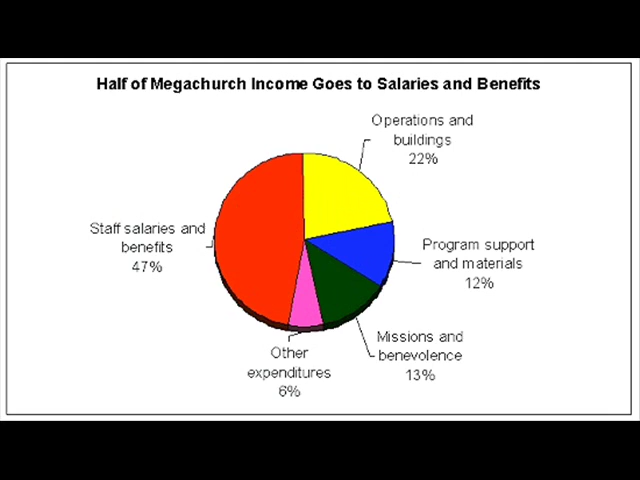 Half of Megachurch Income Goes to Salaries and Benefits
Operations and
buildings
22%
Staff salaries and
benefits
47%
Program support
and materials
12%
Missions and
benevolence
13%
Other
expenditures
6%